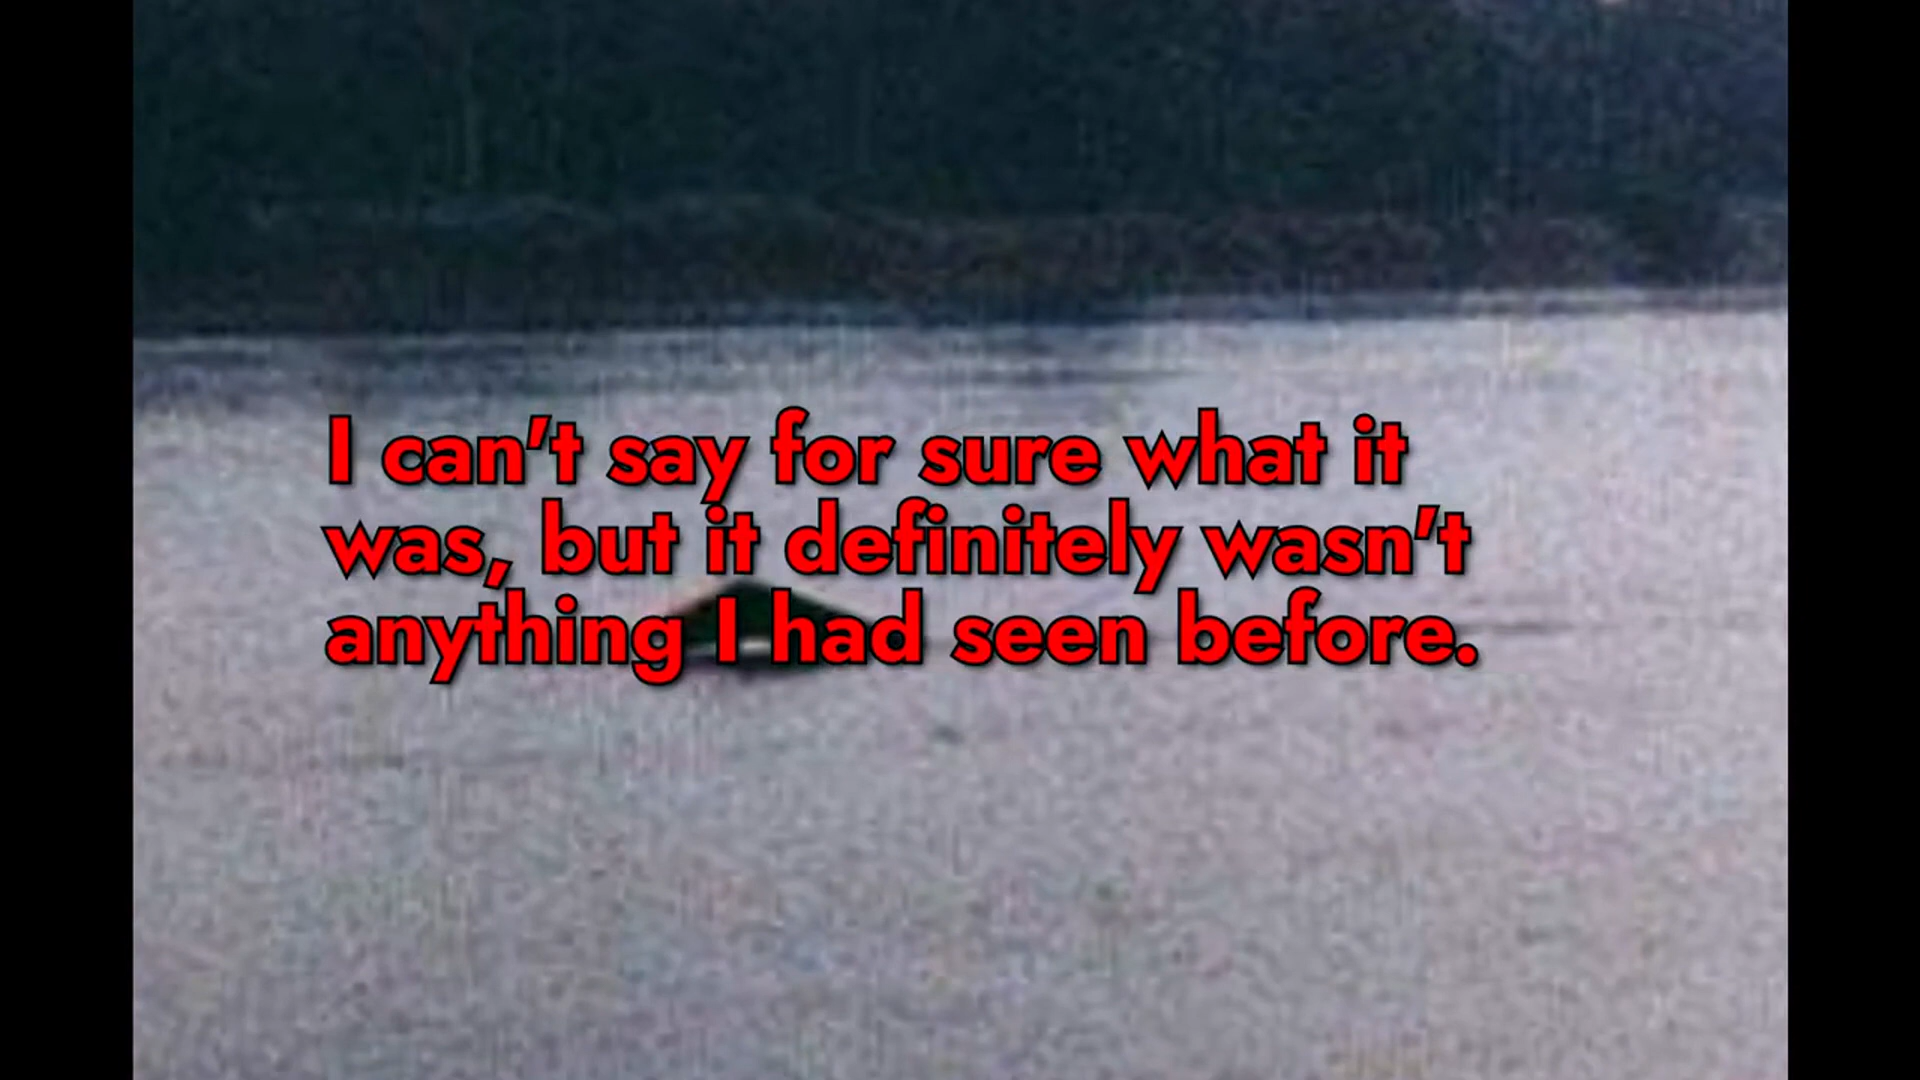 I can't say for sure what it
was, but it definitely wasn't
anything I had seen before.